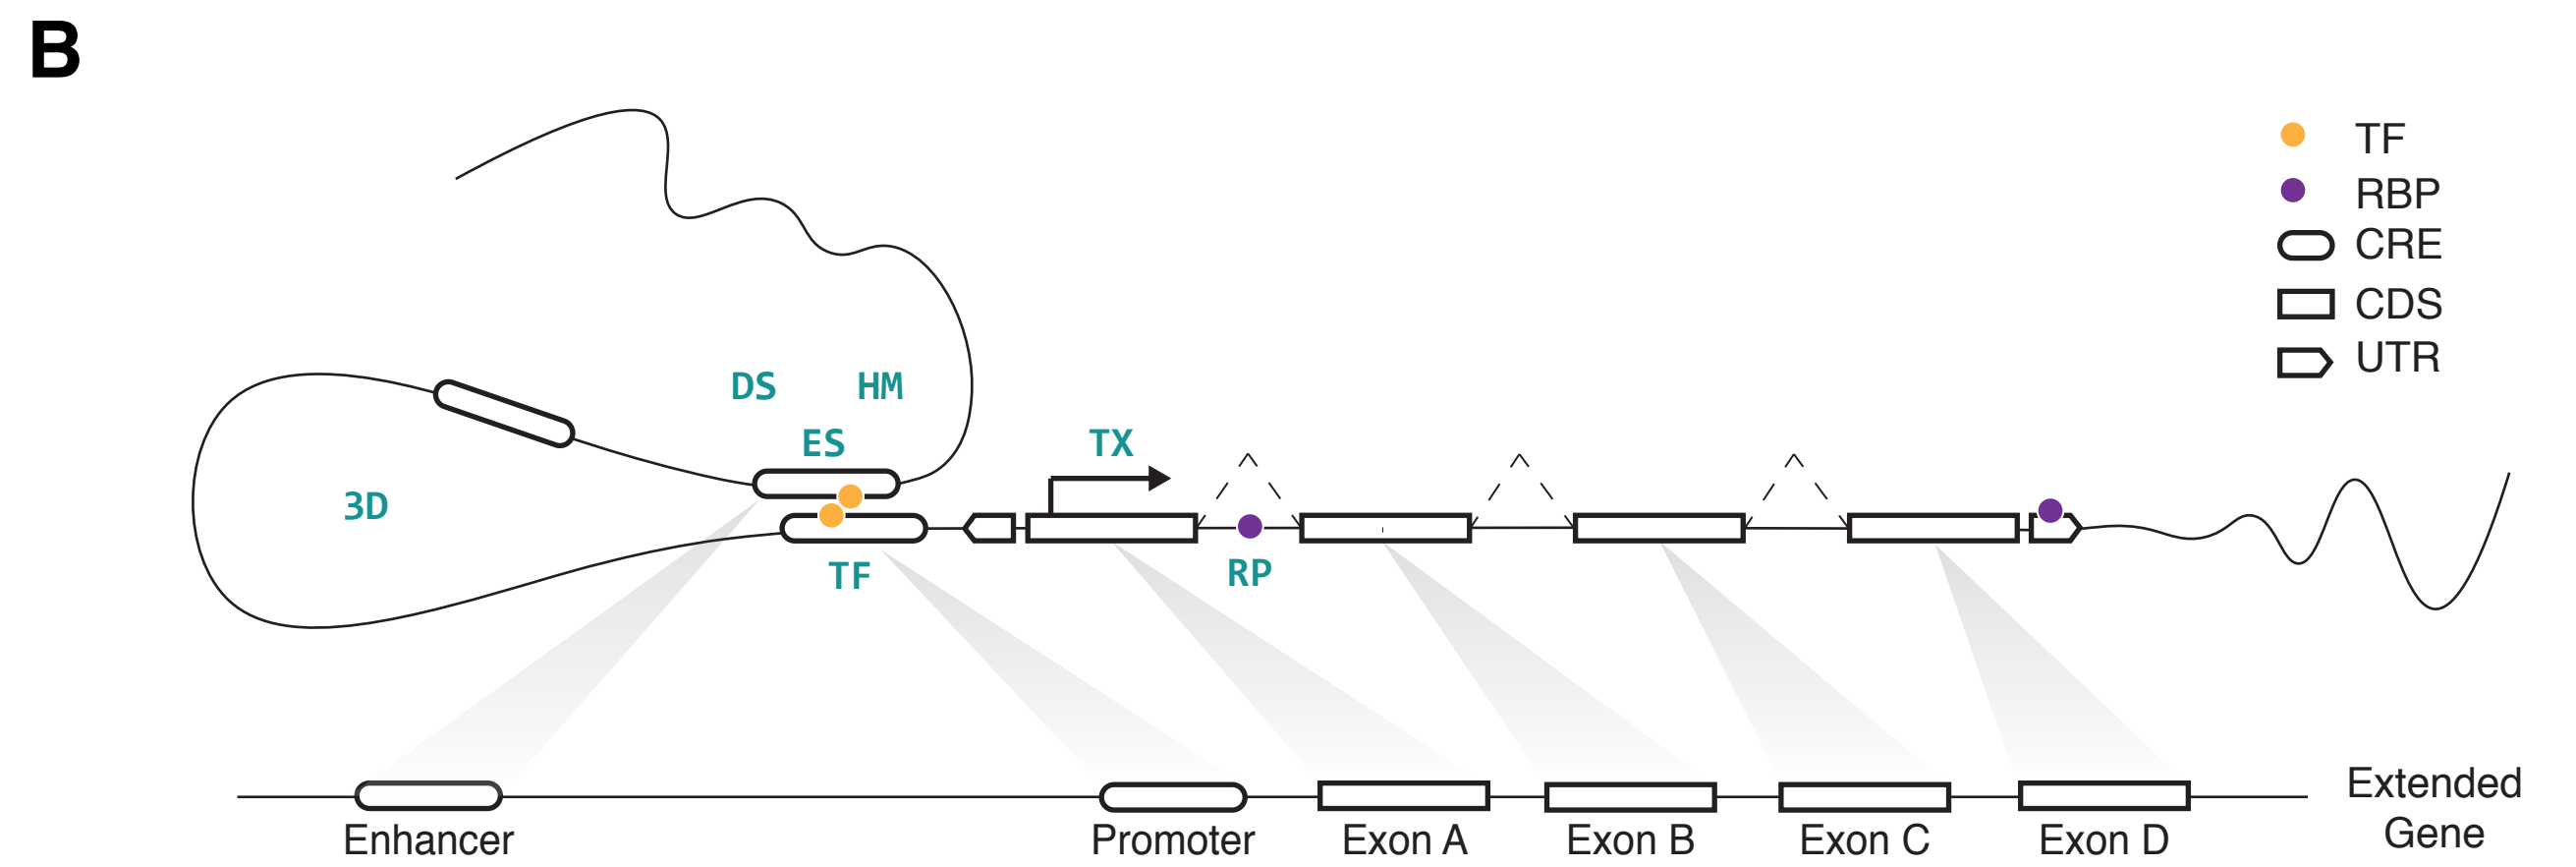 B
TF
RBP
CRE
CDS
UTR
DS HM
ES
TX
3D
TF
RP
Enhancer Promoter Exon A Exon B Exon C Exon D
Extended
Gene